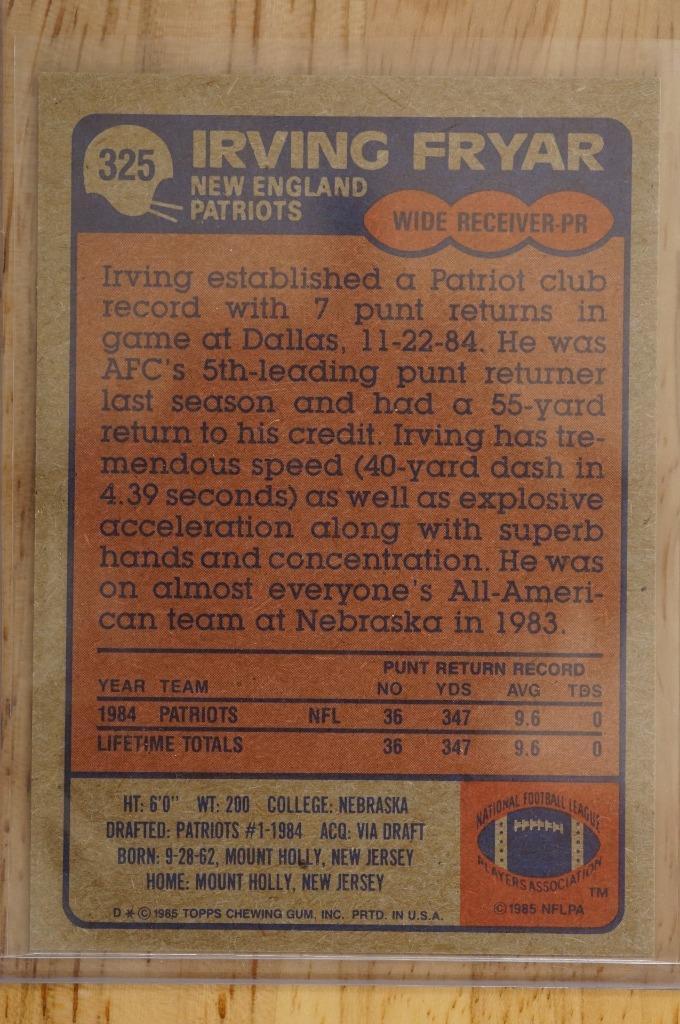 325
IRVING FRYAR
NEW ENGLAND
PATRIOTS
WIDE RECEIVER-PR
Irving established a Patriot club
record with 7 punt returns in
game at Dallas, 11-22-84. He was
AFC's 5th-leading punt returner
last season and had a 55-yard
return to his credit. Irving has tre-
mendous speed (40-yard dash in
4.39 seconds) as well as explosive
acceleration along with superb
hands and concentration. He was
on almost everyone's All-Ameri-
can team at Nebraska in 1983.
PUNT RETURN RECORD
YEAR TEAM NO YDS AVG TDS
1984 PATRIOTS NFL 36 347 9.6 0
LIFETIME TOTALS 36 347 9.6 0
HT: 6'0" WT: 200 COLLEGE: NEBRASKA
DRAFTED: PATRIOTS #1-1984 ACQ: VIA DRAFT
BORN: 9-28-62, MOUNT HOLLY, NEW JERSEY
HOME: MOUNT HOLLY, NEW JERSEY
D * © 1985 TOPPS CHEWING GUM, INC. PRTD. IN U.S.A.
NATIONAL FOOTBALL LEAGUE
PLAYERS ASSOCIATION
TM
© 1985 NFLPA